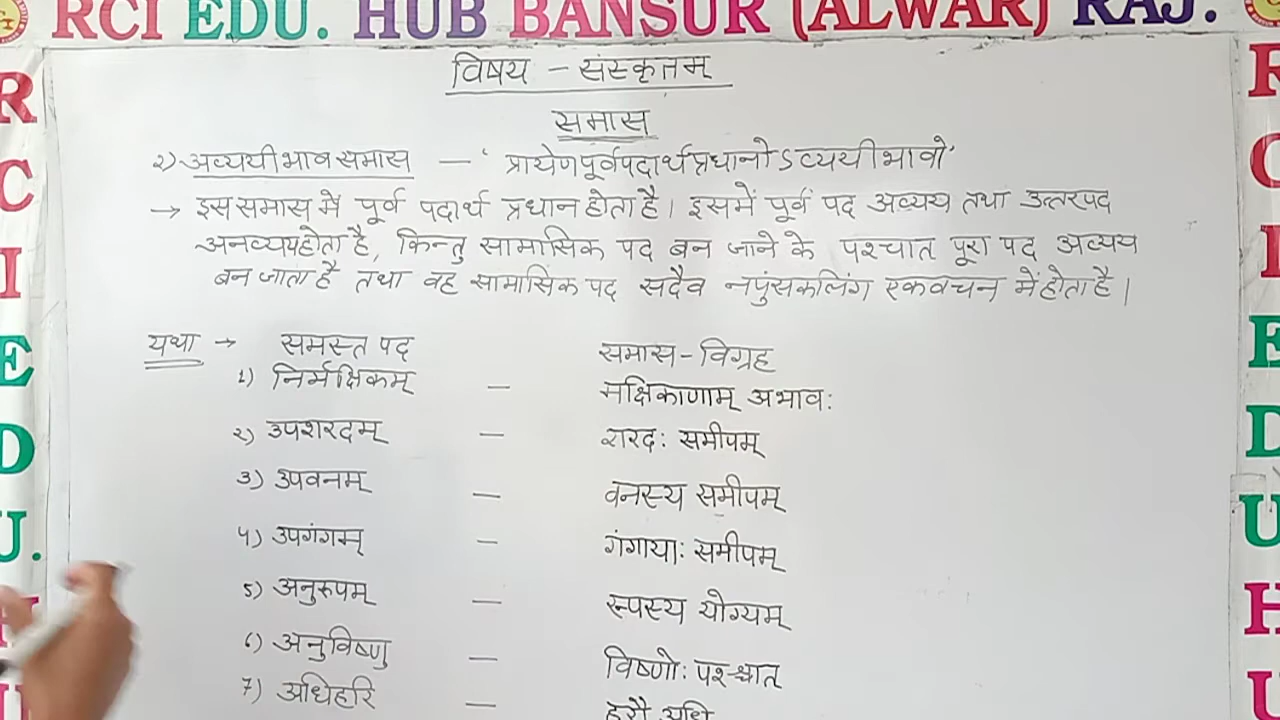 RCI EDU. HUB BANSUR (ALWAR) RAJ.
विषय - संस्कृतम्
समास
२) अव्ययीभाव समास — ' प्रायेणपूर्वपदार्थप्रधानोऽव्ययीभावो'
→ इस समास में पूर्व पदार्थ प्रधान होता है। इसमें पूर्व पद अव्यय तथा उत्तरपद
अनव्यय होता है, किन्तु सामासिक पद बन जाने के पश्चात पूरा पद अव्यय
बन जाता है तथा वह सामासिक पद सदैव नपुंसकलिंग एकवचन में होता है।
यथा → समस्त पद समास - विग्रह
1) निर्मक्षिकम् — मक्षिकाणाम् अभावः
२) उपशरदम् — शरदः समीपम्
3) उपवनम् — वनस्य समीपम्
4) उपगंगम् — गंगायाः समीपम्
5) अनुरुपम् — रूपस्य योग्यम्
6) अनुविष्णु — विष्णोः पश्चात्
7) अधिहरि — हरौ अधि
R C I E D U. H U
R C I E D U H U